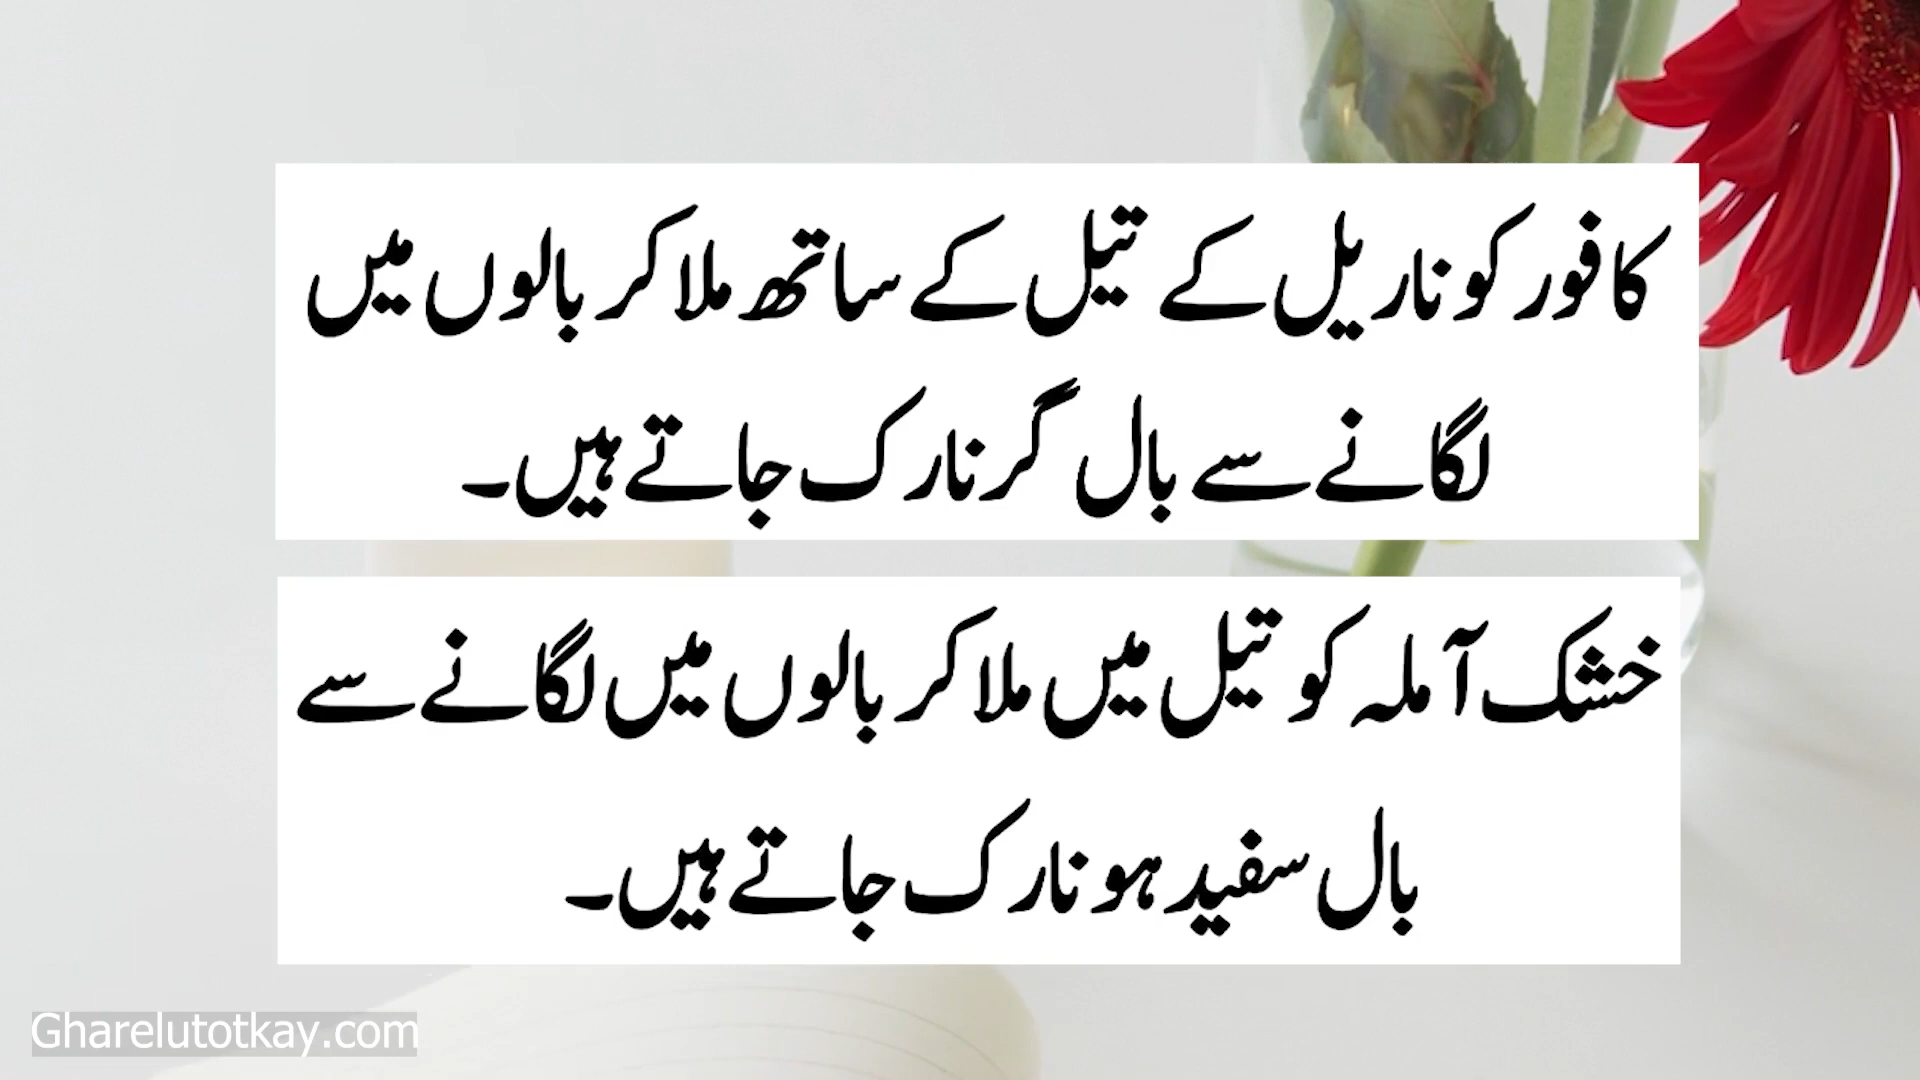 کافور کو ناریل کے تیل کے ساتھ ملا کر بالوں میں
لگانے سے بال گرنا رک جاتے ہیں۔
خشک آملہ کو تیل میں ملا کر بالوں میں لگانے سے
بال سفید ہونا رک جاتے ہیں۔
Gharelutotkay.com